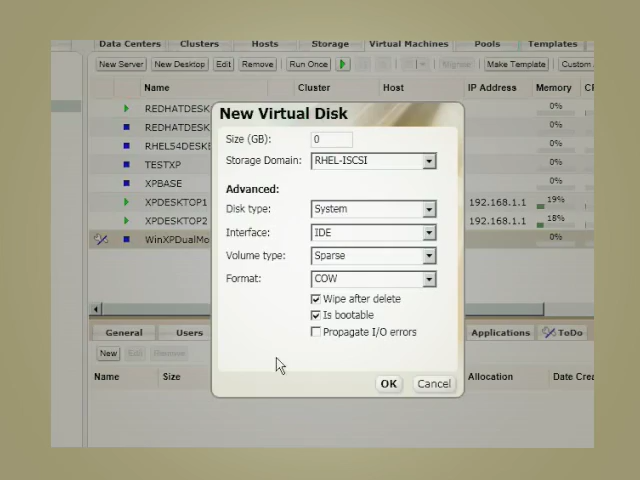 Data Centers Clusters Hosts Storage Virtual Machines Pools Templates
New Server New Desktop Edit Remove Run Once Migrate Make Template Custom
Name Cluster Host IP Address Memory
REDHATDESK 0%
REDHATDESK 0%
RHEL54DESK 0%
TESTXP 0%
XPBASE 0%
XPDESKTOP1 192.168.1.1 19%
XPDESKTOP2 192.168.1.1 18%
WinXPDualMo 0%
New Virtual Disk
Size (GB): 0
Storage Domain: RHEL-ISCSI
Advanced:
Disk type: System
Interface: IDE
Volume type: Sparse
Format: COW
Wipe after delete
Is bootable
Propagate I/O errors
OK Cancel
General Users Applications ToDo
New Edit Remove
Name Size Allocation Date Crea